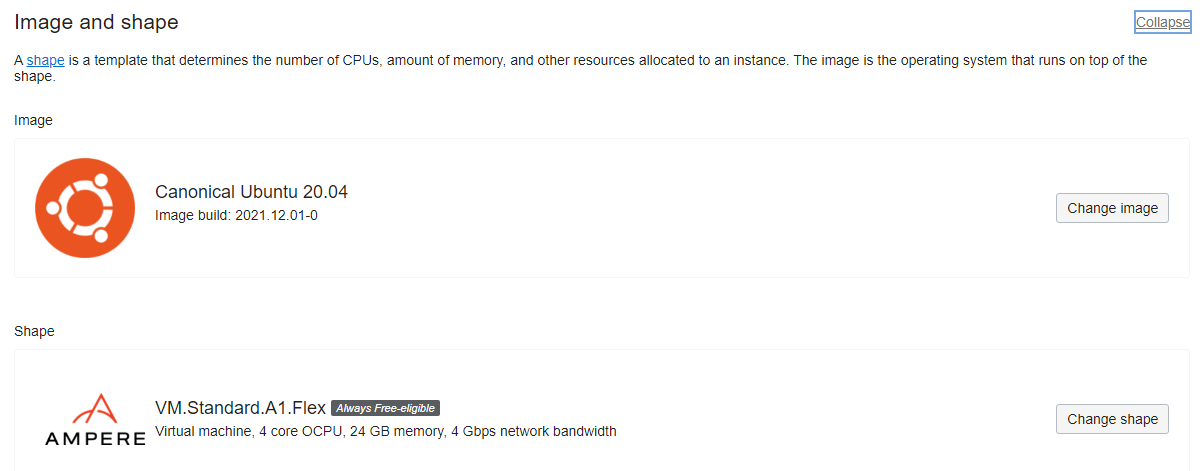 Image and shape
Collapse
A shape is a template that determines the number of CPUs, amount of memory, and other resources allocated to an instance. The image is the operating system that runs on top of the
shape.
Image
Canonical Ubuntu 20.04
Image build: 2021.12.01-0
Change image
Shape
VM.Standard.A1.Flex Always Free-eligible
AMPERE
Virtual machine, 4 core OCPU, 24 GB memory, 4 Gbps network bandwidth
Change shape